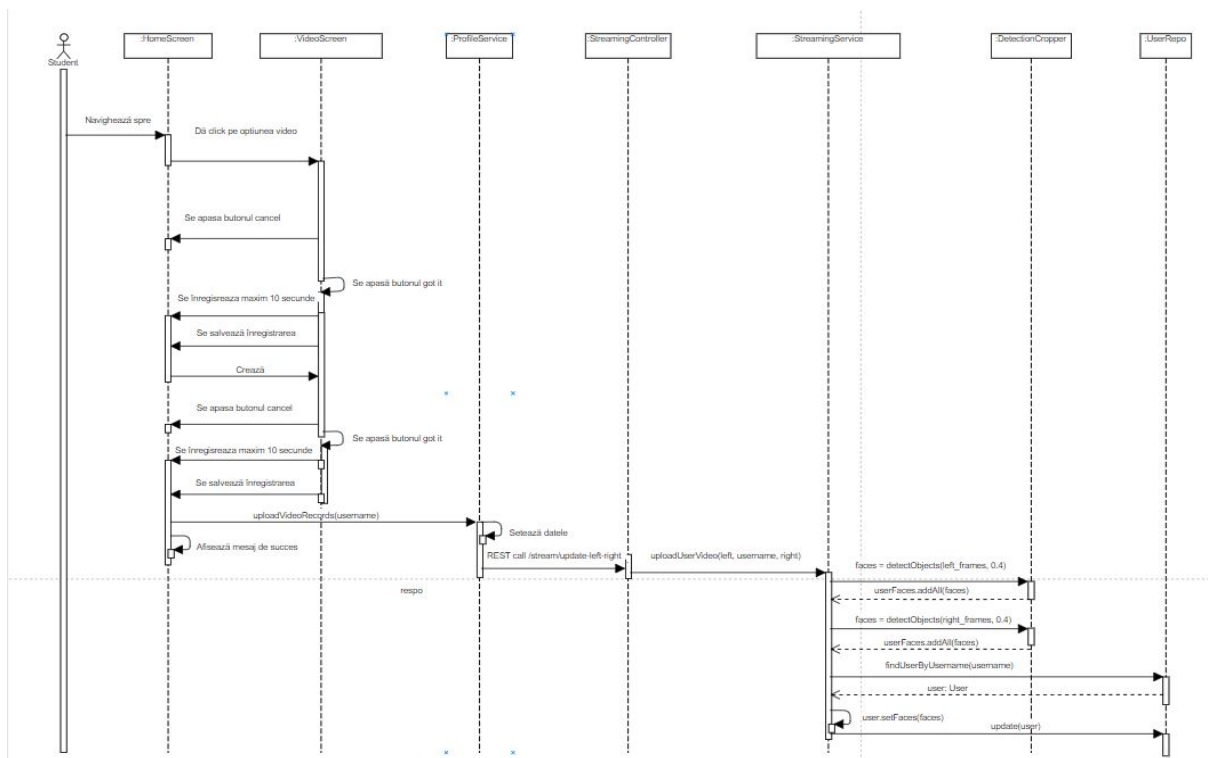 :HomeScreen
:VideoScreen
:ProfileService
:StreamingController
:StreamingService
:DetectionCropper
:UserRepo
Student
Navighează spre
Dă click pe optiunea video
Se apasa butonul cancel
Se apasă butonul got it
Se înregisreaza maxim 10 secunde
Se salvează înregistrarea
Crează
Se apasa butonul cancel
Se apasă butonul got it
Se înregisreaza maxim 10 secunde
Se salvează înregistrarea
uploadVideoRecords(username)
Setează datele
Afisează mesaj de succes
REST call /stream/update-left-right
uploadUserVideo(left, username, right)
faces = detectObjects(left_frames, 0.4)
respo
userFaces.addAll(faces)
faces = detectObjects(right_frames, 0.4)
userFaces.addAll(faces)
findUserByUsername(username)
user: User
user.setFaces(faces)
update(user)